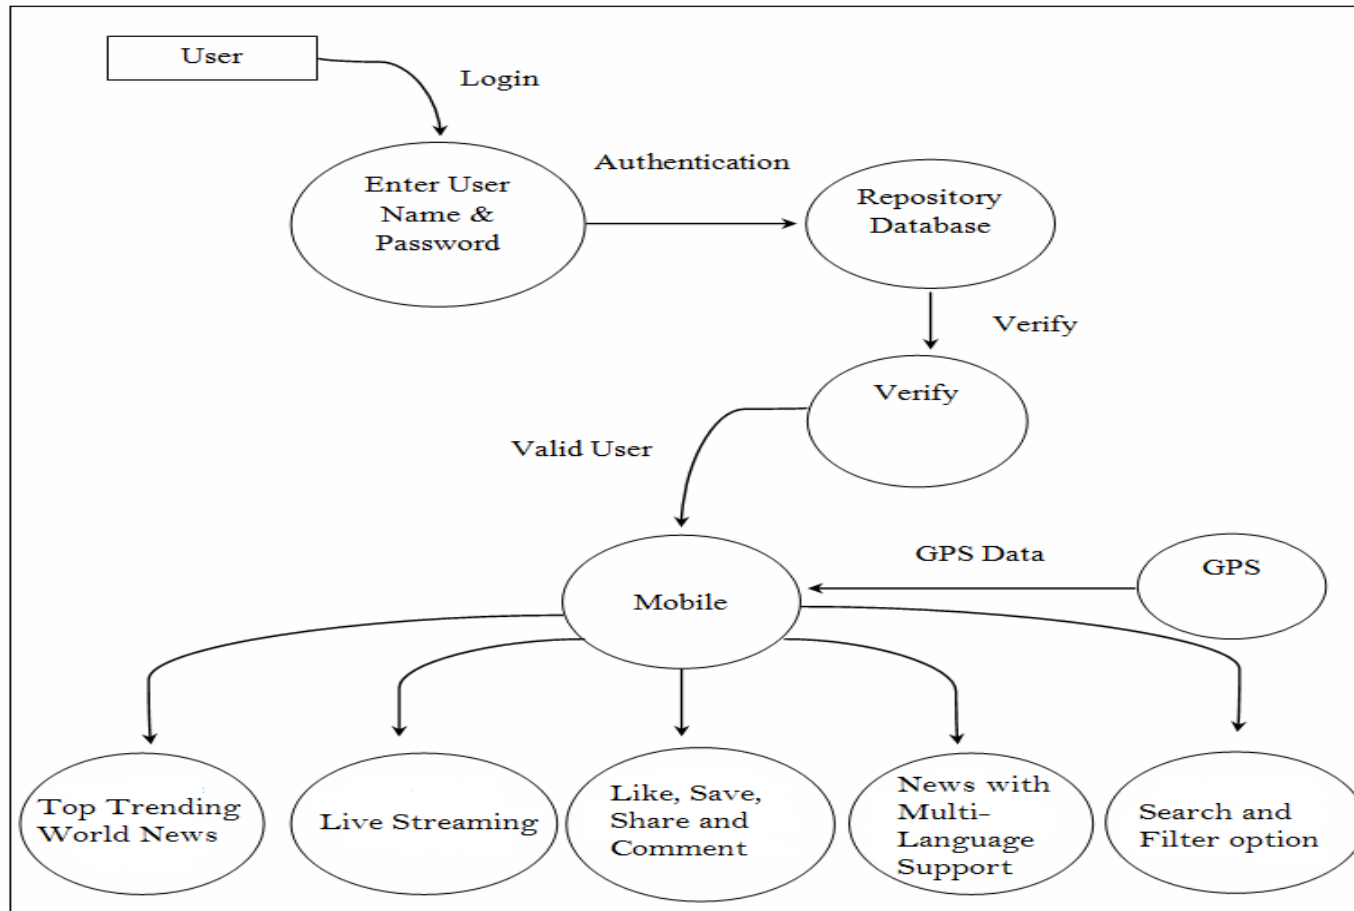 User
Login
Enter User
Name &
Password
Authentication
Repository
Database
Verify
Verify
Valid User
GPS Data
GPS
Mobile
Top Trending
World News
Live Streaming
Like, Save,
Share and
Comment
News with
Multi-
Language
Support
Search and
Filter option